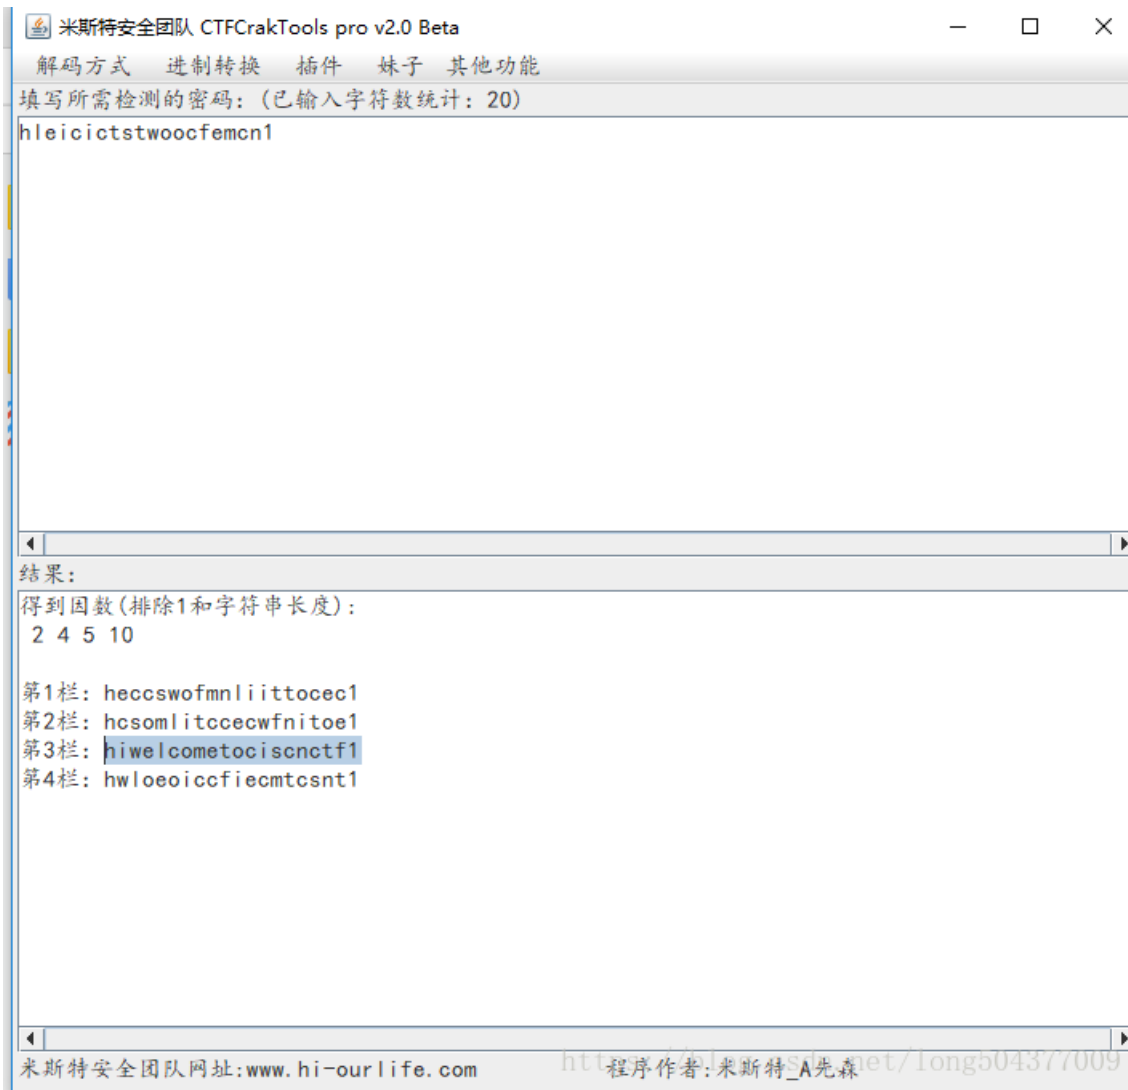 米斯特安全团队 CTFCrakTools pro v2.0 Beta
解码方式 进制转换 插件 妹子 其他功能
填写所需检测的密码:(已输入字符数统计:20)
hleicictstwoocfemcn1
结果:
得到因数(排除1和字符串长度):
2 4 5 10
第1栏:heccswofmnliittocec1
第2栏:hcsomlitccecwfnitoe1
第3栏:hiwelcometociscnctf1
第4栏:hwloeoiccfiecmtcsnt1
米斯特安全团队网址:www.hi-ourlife.com 程序作者:米斯特_A先森
https://blog.csdn.net/long504377009